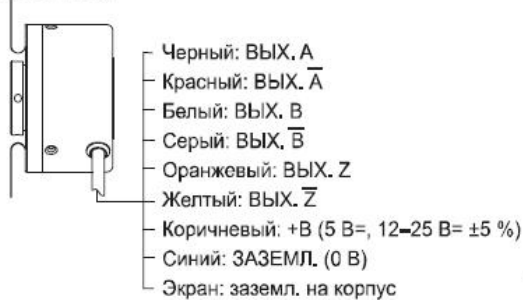 Черный: ВЫХ. A
Красный: ВЫХ. A̅
Белый: ВЫХ. B
Серый: ВЫХ. B̅
Оранжевый: ВЫХ. Z
Желтый: ВЫХ. Z̅
Коричневый: +В (5 В=, 12–25 В= ±5 %)
Синий: ЗАЗЕМЛ. (0 В)
Экран: заземл. на корпус